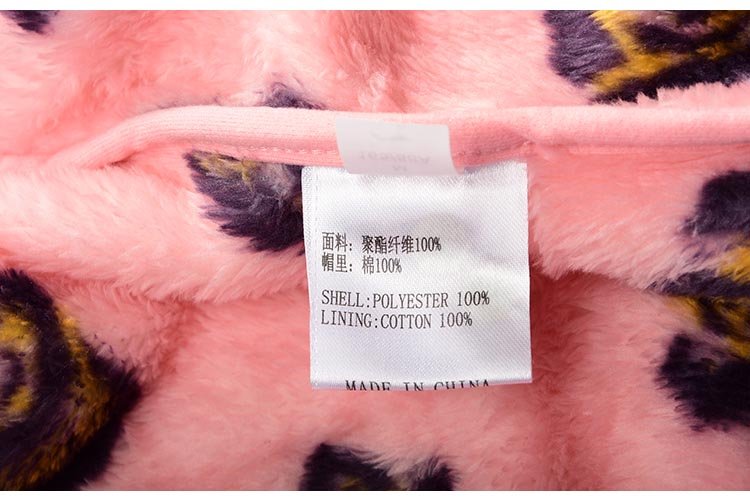 面料：聚酯纤维100%
帽里：棉100%
SHELL:POLYESTER 100%
LINING:COTTON 100%
MADE IN CHINA